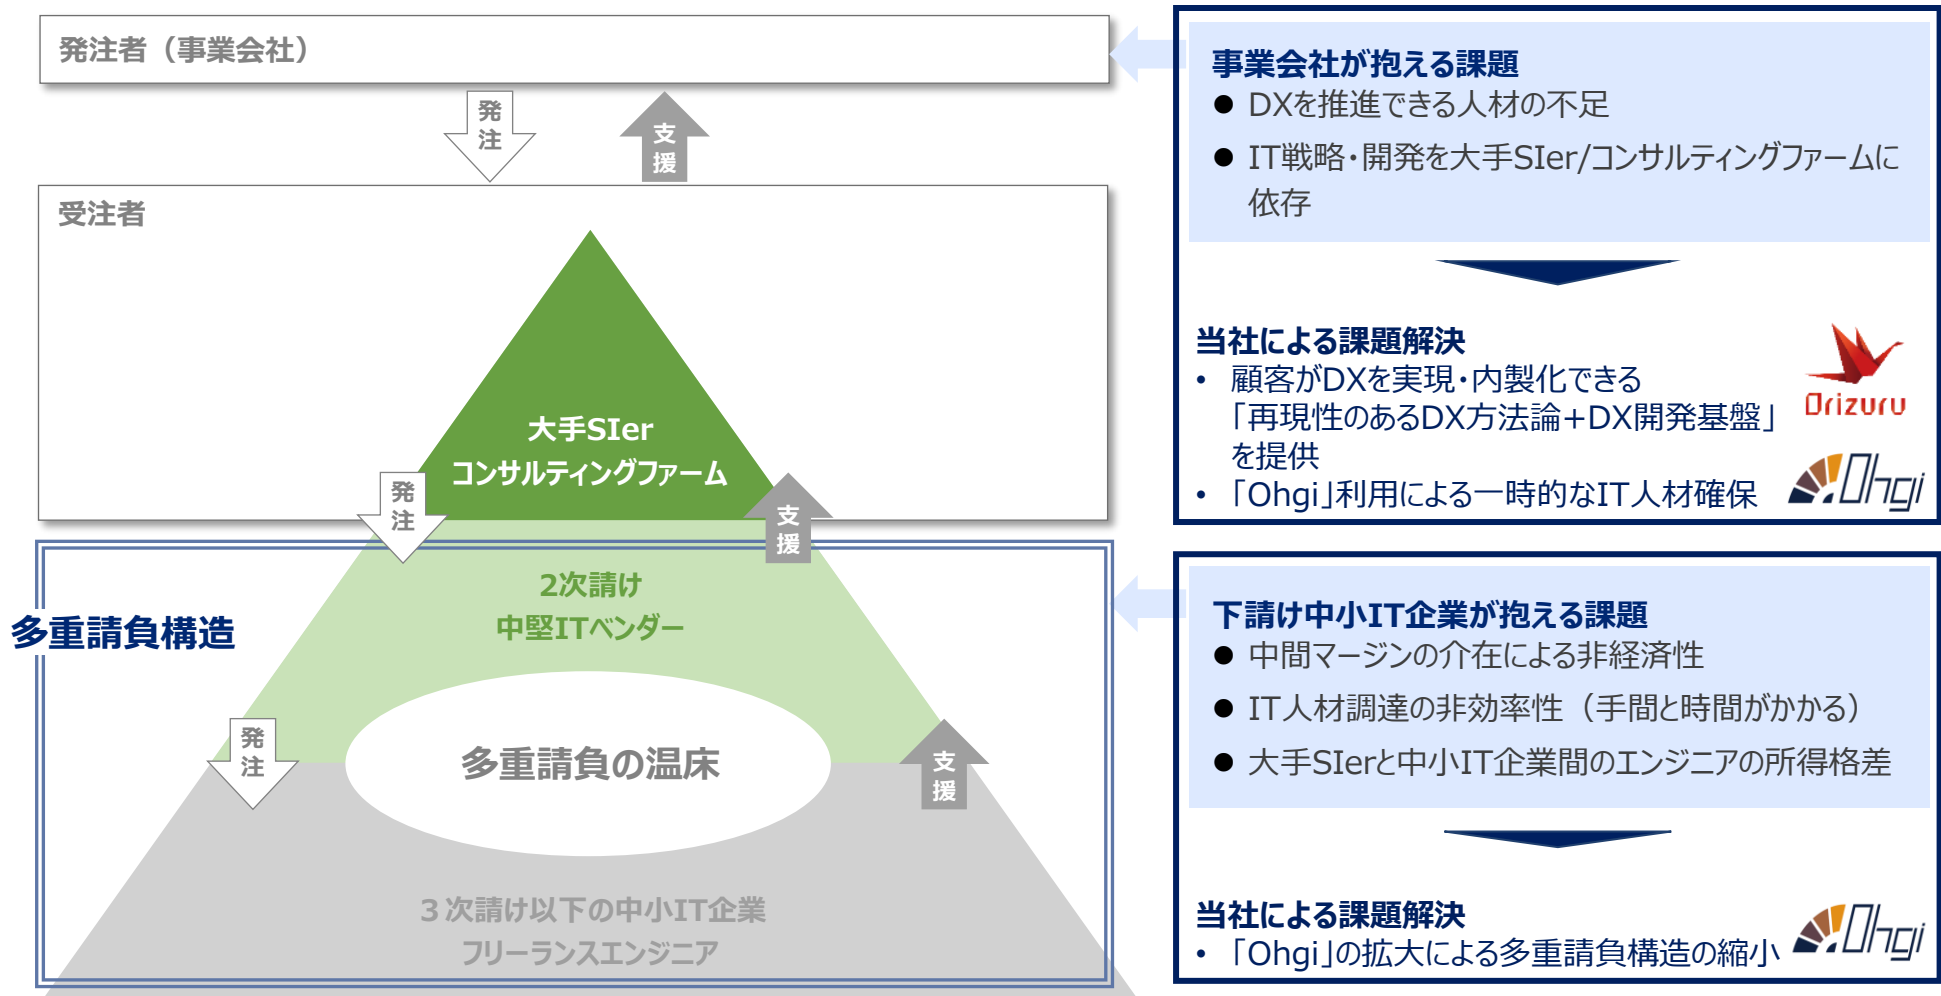 発注者（事業会社）
発注
支援
受注者
大手SIer
コンサルティングファーム
発注
支援
2次請け
中堅ITベンダー
多重請負構造
発注
支援
多重請負の温床
３次請け以下の中小IT企業
フリーランスエンジニア
事業会社が抱える課題
● DXを推進できる人材の不足
● IT戦略・開発を大手SIer/コンサルティングファームに
依存
当社による課題解決
• 顧客がDXを実現・内製化できる
「再現性のあるDX方法論+DX開発基盤」
を提供
• 「Ohgi」利用による一時的なIT人材確保
Orizuru
Ohgi
下請け中小IT企業が抱える課題
● 中間マージンの介在による非経済性
● IT人材調達の非効率性（手間と時間がかかる）
● 大手SIerと中小IT企業間のエンジニアの所得格差
当社による課題解決
• 「Ohgi」の拡大による多重請負構造の縮小
Ohgi